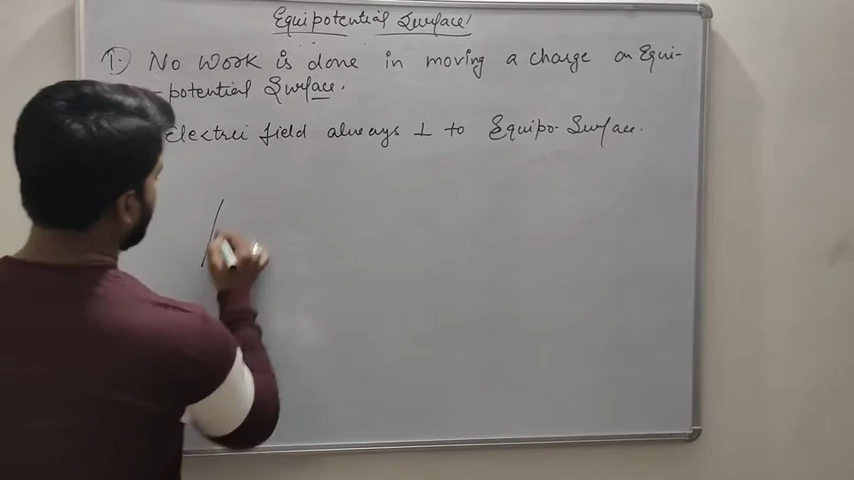 Equipotential Surface
1. No work is done in moving a charge on Equi-
-potential Surface.
Electric field always ⊥ to Equipo. Surface.